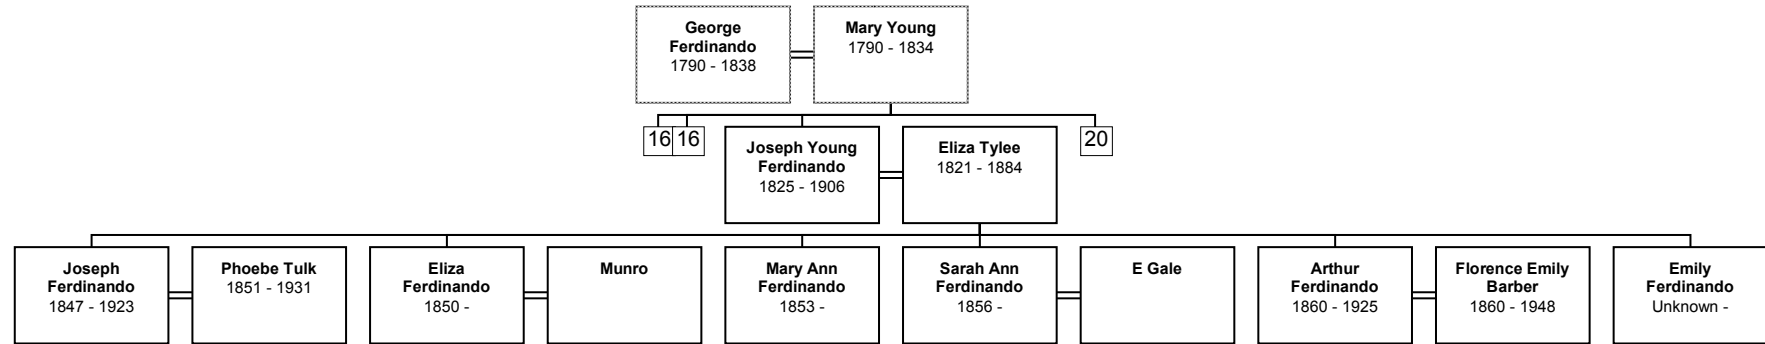 George
Ferdinando
1790 - 1838
Mary Young
1790 - 1834
16
16
Joseph Young
Ferdinando
1825 - 1906
Eliza Tylee
1821 - 1884
20
Joseph
Ferdinando
1847 - 1923
Phoebe Tulk
1851 - 1931
Eliza
Ferdinando
1850 -
Munro
Mary Ann
Ferdinando
1853 -
Sarah Ann
Ferdinando
1856 -
E Gale
Arthur
Ferdinando
1860 - 1925
Florence Emily
Barber
1860 - 1948
Emily
Ferdinando
Unknown -